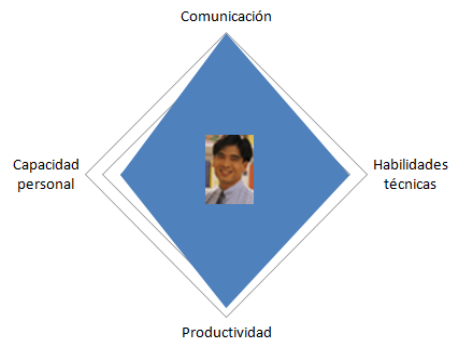 Comunicación
Capacidad
personal
Habilidades
técnicas
Productividad